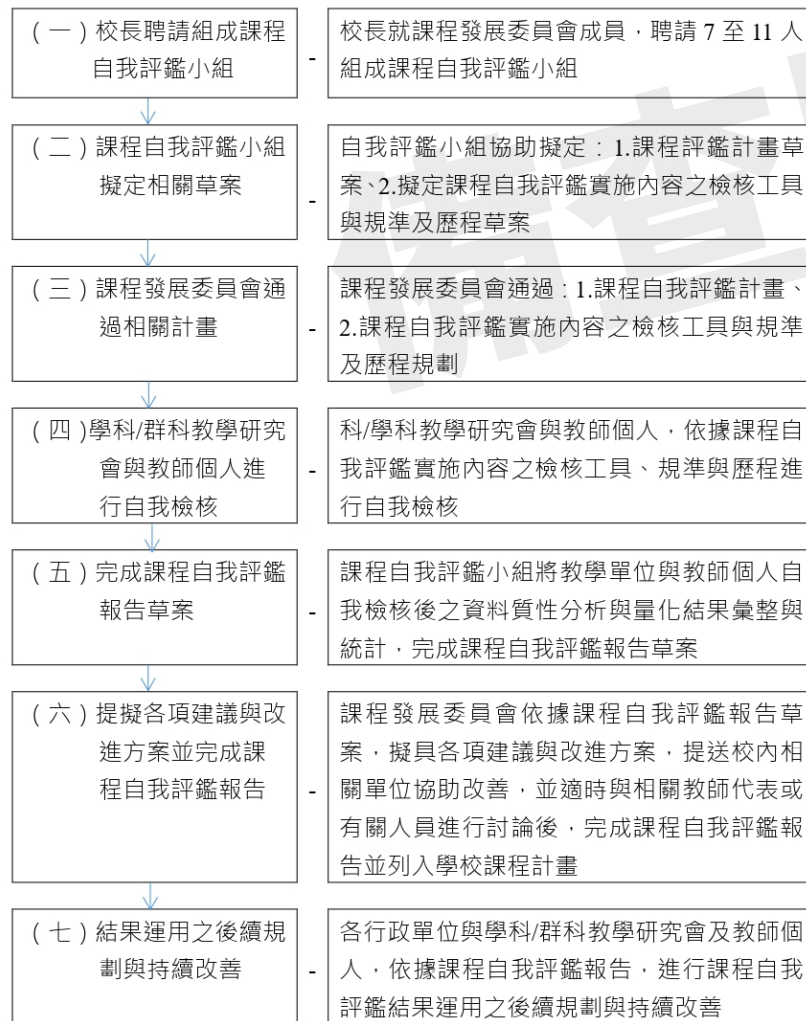 （一）校長聘請組成課程
自我評鑑小組
-
校長就課程發展委員會成員，聘請 7 至 11 人
組成課程自我評鑑小組
（二）課程自我評鑑小組
擬定相關草案
-
自我評鑑小組協助擬定：1.課程評鑑計畫草
案、2.擬定課程自我評鑑實施內容之檢核工具
與規準及歷程草案
（三）課程發展委員會通
過相關計畫
-
課程發展委員會通過：1.課程自我評鑑計畫、
2.課程自我評鑑實施內容之檢核工具與規準
及歷程規劃
（四）學科/群科教學研究
會與教師個人進
行自我檢核
-
科/學科教學研究會與教師個人，依據課程自
我評鑑實施內容之檢核工具、規準與歷程進
行自我檢核
（五）完成課程自我評鑑
報告草案
-
課程自我評鑑小組將教學單位與教師個人自
我檢核後之資料質性分析與量化結果彙整與
統計，完成課程自我評鑑報告草案
（六）提擬各項建議與改
進方案並完成課
程自我評鑑報告
-
課程發展委員會依據課程自我評鑑報告草
案，擬具各項建議與改進方案，提送校內相
關單位協助改善，並適時與相關教師代表或
有關人員進行討論後，完成課程自我評鑑報
告並列入學校課程計畫
（七）結果運用之後續規
劃與持續改善
-
各行政單位與學科/群科教學研究會及教師個
人，依據課程自我評鑑報告，進行課程自我
評鑑結果運用之後續規劃與持續改善
備查